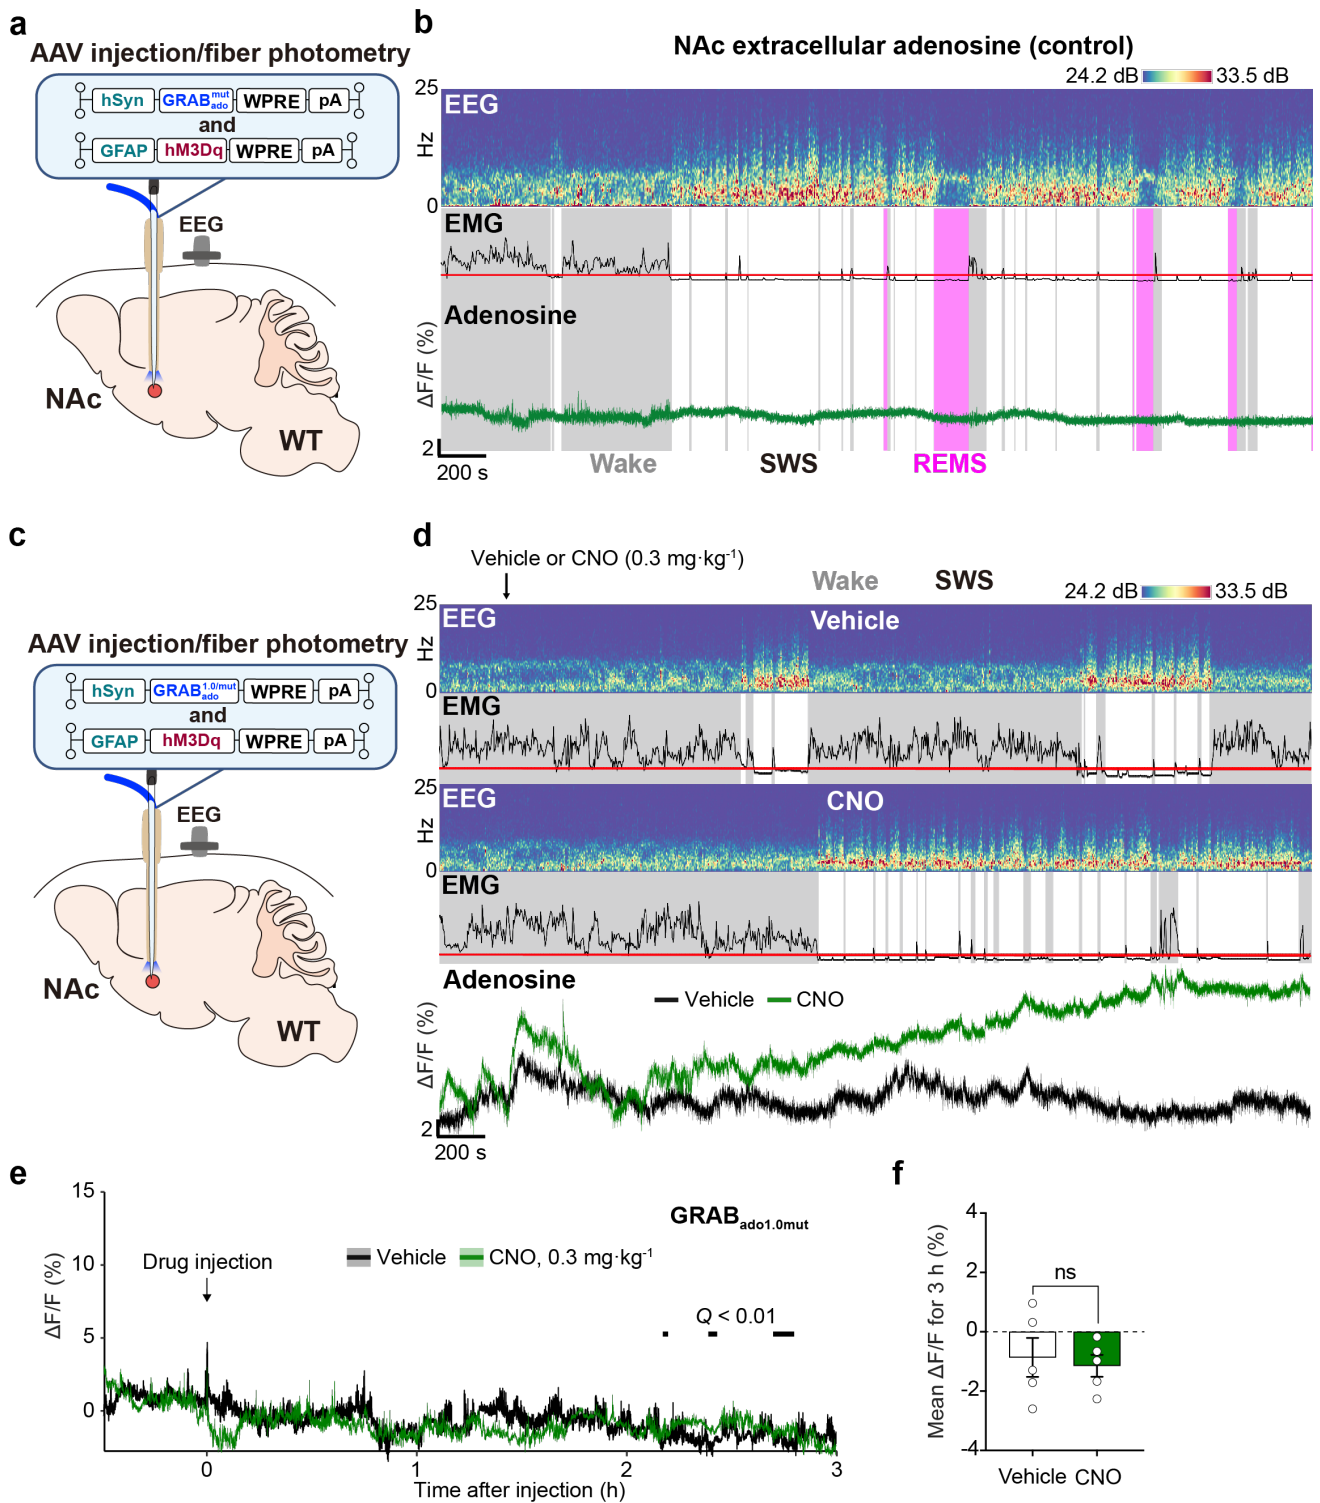 a
AAV injection/fiber photometry
hSyn GRABado mut WPRE pA
and
GFAP hM3Dq WPRE pA
EEG
NAc
WT
b
NAc extracellular adenosine (control)
24.2 dB 33.5 dB
25
EEG
Hz
0
EMG
Adenosine
ΔF/F (%)
2
200 s
Wake SWS REMS
c
AAV injection/fiber photometry
hSyn GRABado 1.0/mut WPRE pA
and
GFAP hM3Dq WPRE pA
EEG
NAc
WT
d
Vehicle or CNO (0.3 mg·kg-1)
Wake SWS
24.2 dB 33.5 dB
25
EEG Vehicle
Hz
0
EMG
25
EEG CNO
Hz
0
EMG
Adenosine
Vehicle CNO
ΔF/F (%)
2
200 s
e
15
GRABado1.0mut
Drug injection
Vehicle CNO, 0.3 mg·kg-1
10
ΔF/F (%)
Q < 0.01
5
0
0 1 2 3
Time after injection (h)
f
4
ns
2
0
-2
-4
Mean ΔF/F for 3 h (%)
Vehicle CNO